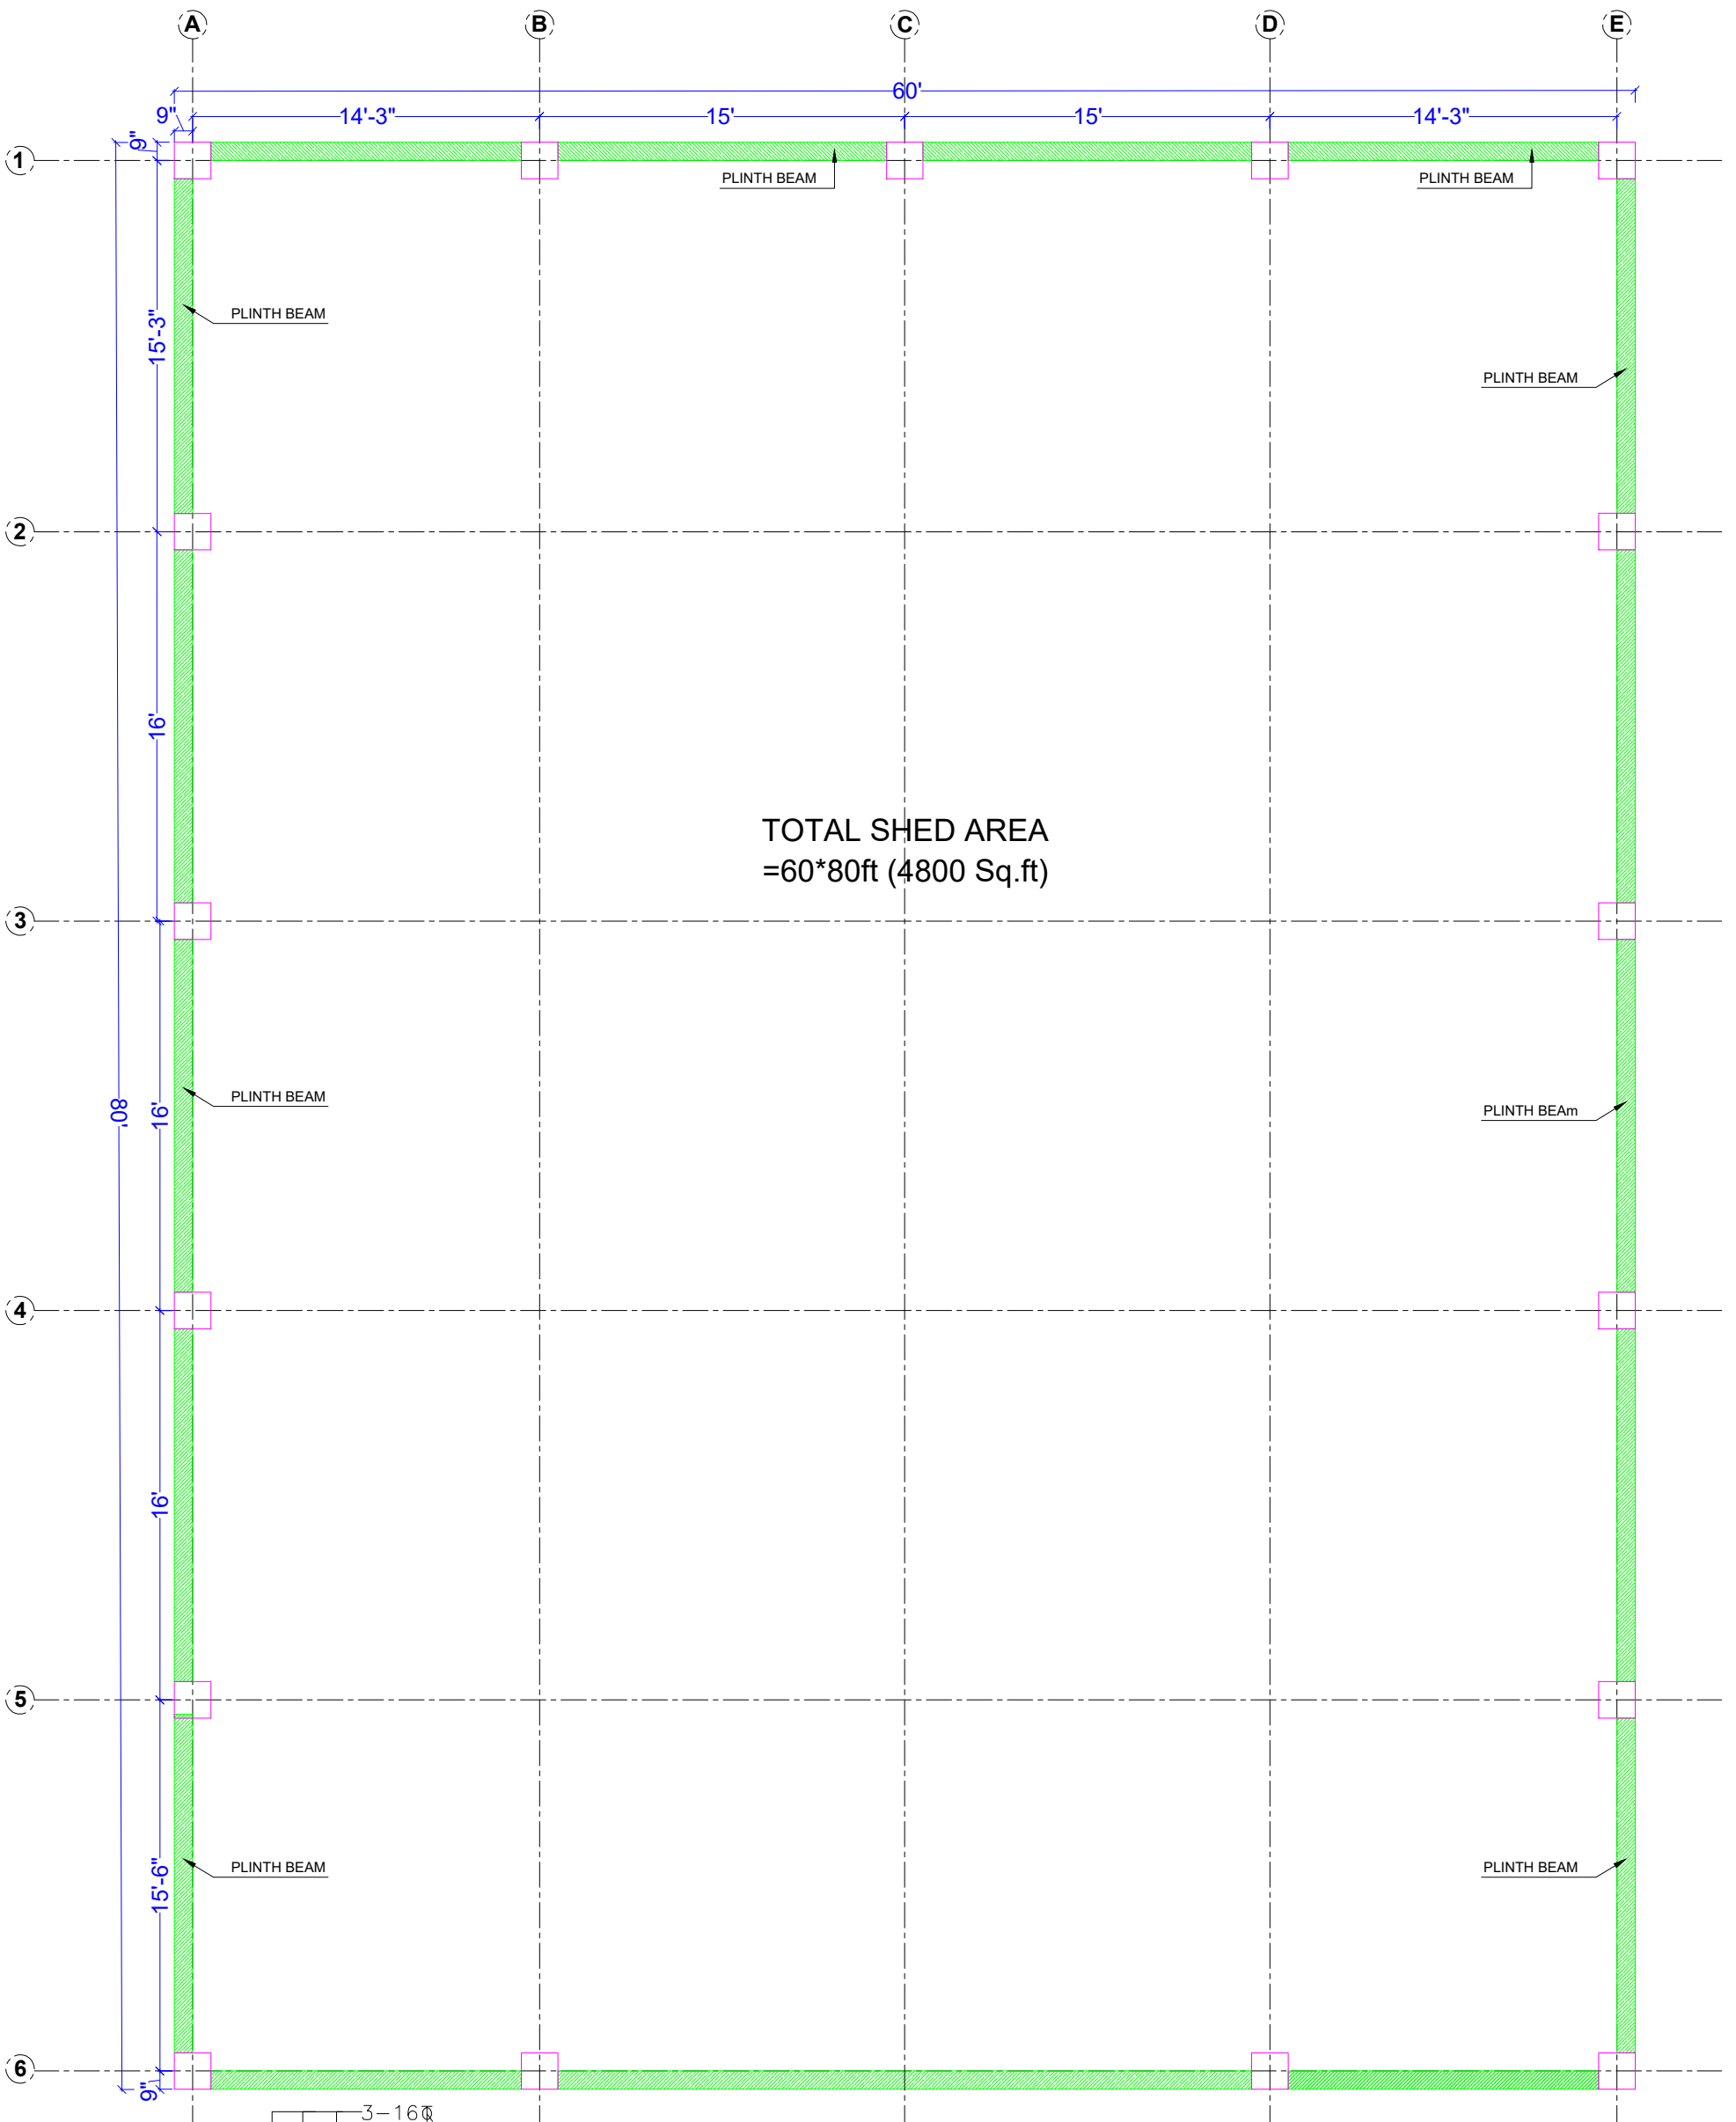 A B C D E
60'
9" 14'-3" 15' 15' 14'-3"
9"
1
PLINTH BEAM PLINTH BEAM
PLINTH BEAM
15'-3"
PLINTH BEAM
2
16'
TOTAL SHED AREA
=60*80ft (4800 Sq.ft)
3
PLINTH BEAM
80'
16'
PLINTH BEAm
4
16'
5
PLINTH BEAM PLINTH BEAM
15'-6"
6
9"